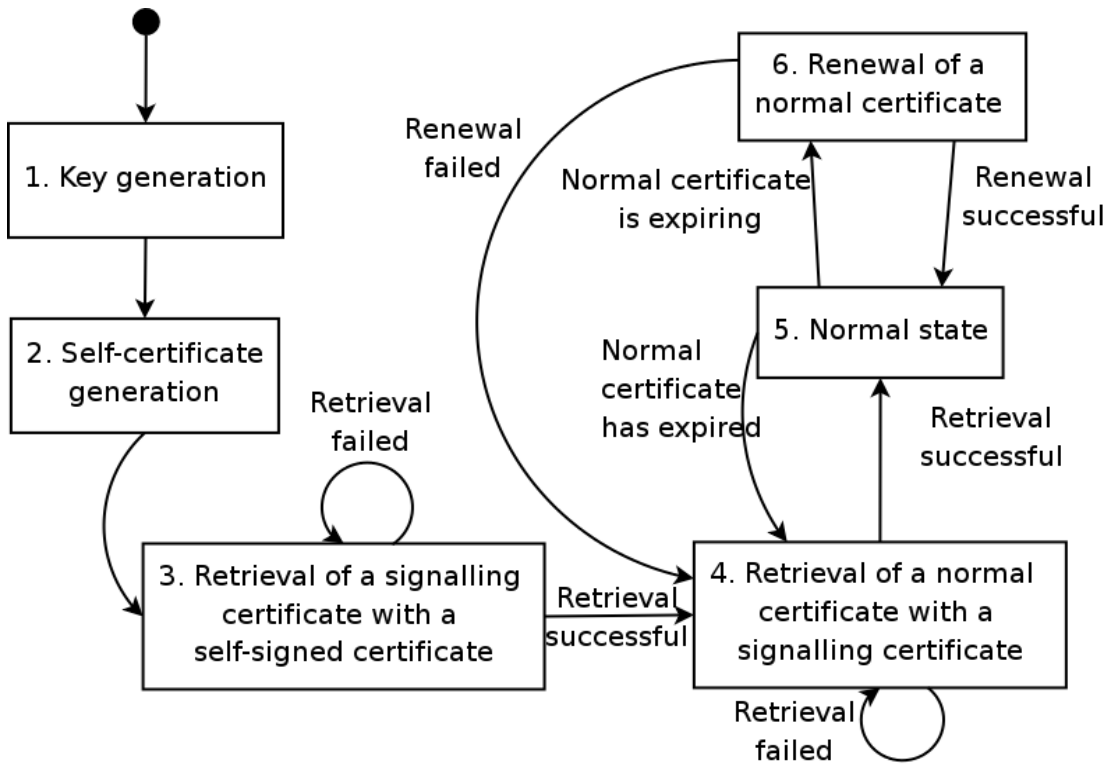 1. Key generation
2. Self-certificate
generation
Retrieval
failed
3. Retrieval of a signalling
certificate with a
self-signed certificate
Retrieval
successful
6. Renewal of a
normal certificate
Renewal
failed
Normal certificate
is expiring
Renewal
successful
5. Normal state
Normal
certificate
has expired
Retrieval
successful
4. Retrieval of a normal
certificate with a
signalling certificate
Retrieval
failed